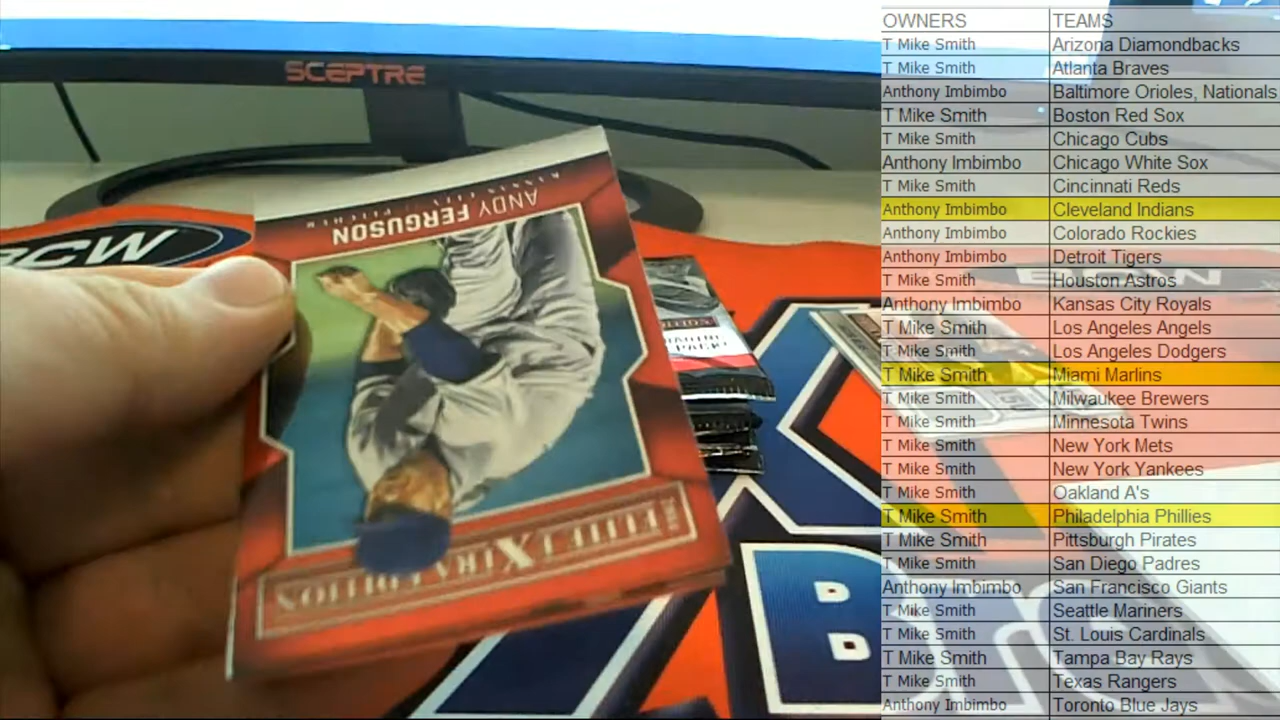 SCEPTRE
BCW
ANDY FERGUSON
KANSAS CITY PITCHER
ELITE XTRA EDITION
OWNERS TEAMS
T Mike Smith Arizona Diamondbacks
T Mike Smith Atlanta Braves
Anthony Imbimbo Baltimore Orioles, Nationals
T Mike Smith Boston Red Sox
T Mike Smith Chicago Cubs
Anthony Imbimbo Chicago White Sox
T Mike Smith Cincinnati Reds
Anthony Imbimbo Cleveland Indians
Anthony Imbimbo Colorado Rockies
Anthony Imbimbo Detroit Tigers
T Mike Smith Houston Astros
Anthony Imbimbo Kansas City Royals
T Mike Smith Los Angeles Angels
T Mike Smith Los Angeles Dodgers
T Mike Smith Miami Marlins
T Mike Smith Milwaukee Brewers
T Mike Smith Minnesota Twins
T Mike Smith New York Mets
T Mike Smith New York Yankees
T Mike Smith Oakland A's
T Mike Smith Philadelphia Phillies
T Mike Smith Pittsburgh Pirates
T Mike Smith San Diego Padres
Anthony Imbimbo San Francisco Giants
T Mike Smith Seattle Mariners
T Mike Smith St. Louis Cardinals
T Mike Smith Tampa Bay Rays
T Mike Smith Texas Rangers
Anthony Imbimbo Toronto Blue Jays